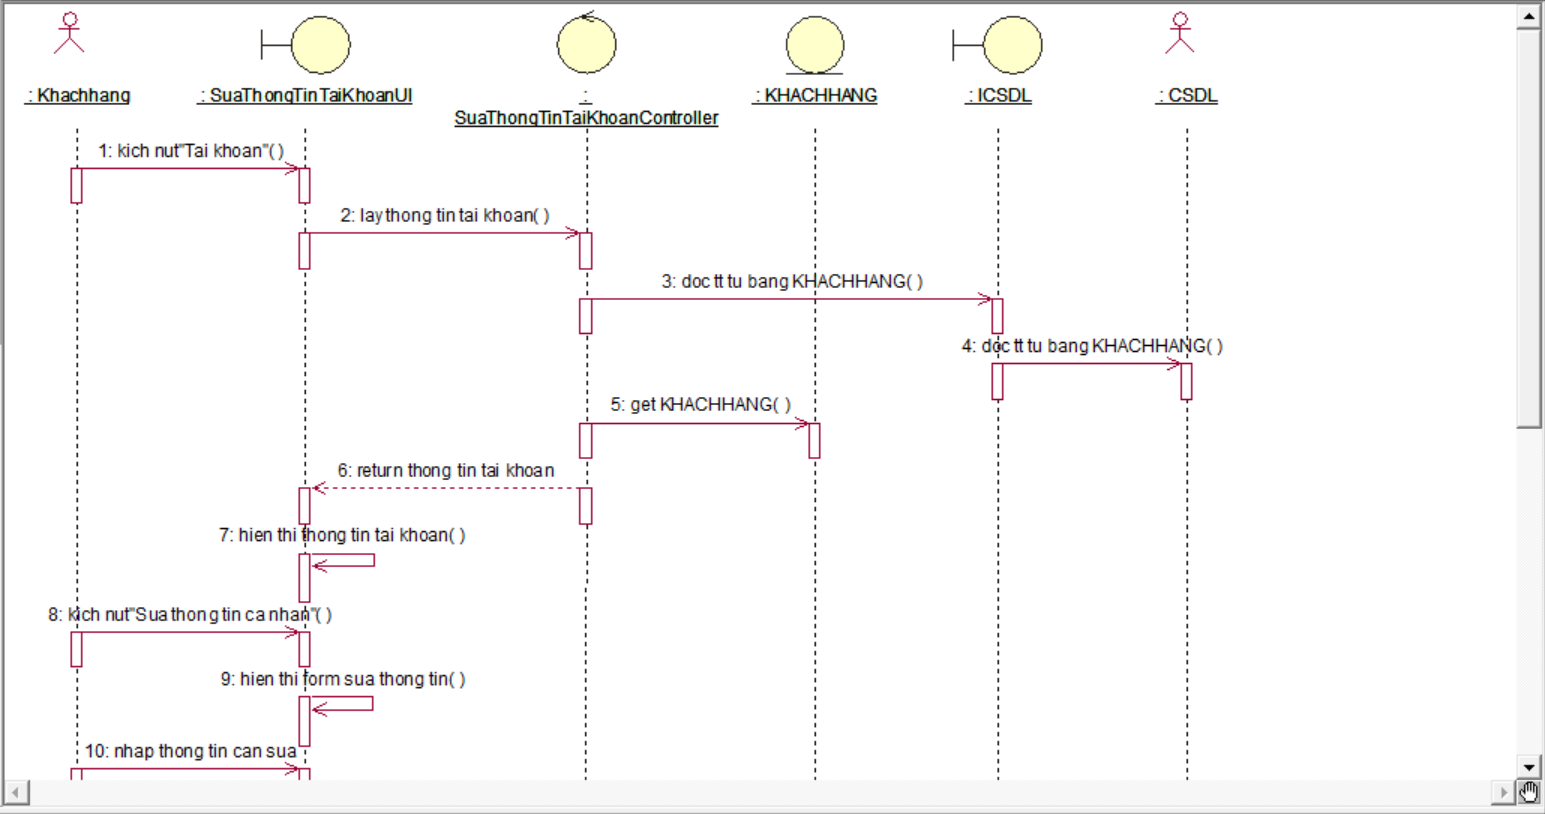 : Khachhang
: SuaThongTinTaiKhoanUI
:
SuaThongTinTaiKhoanController
: KHACHHANG
: ICSDL
: CSDL
1: kich nut"Tai khoan"( )
2: lay thong tin tai khoan( )
3: doc tt tu bang KHACHHANG( )
4: doc tt tu bang KHACHHANG( )
5: get KHACHHANG( )
6: return thong tin tai khoan
7: hien thi thong tin tai khoan( )
8: kich nut"Sua thong tin ca nhan"( )
9: hien thi form sua thong tin( )
10: nhap thong tin can sua